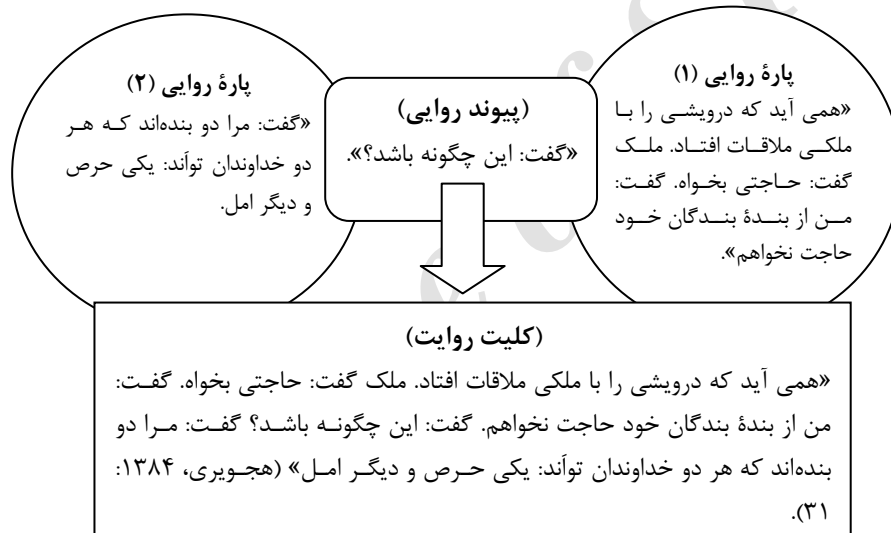 پارهٔ روایی (۱)
«همی آید که درویشی را با
ملکی ملاقات افتاد. ملک
گفت: حاجتی بخواه. گفت:
من از بندهٔ بندگان خود
حاجت نخواهم».
(پیوند روایی)
«گفت: این چگونه باشد؟».
پارهٔ روایی (۲)
«گفت: مرا دو بنده‌اند که هر
دو خداوندان تواَند: یکی حرص
و دیگر امل.
(کلیت روایت)
«همی آید که درویشی را با ملکی ملاقات افتاد. ملک گفت: حاجتی بخواه. گفت:
من از بندهٔ بندگان خود حاجت نخواهم. گفت: این چگونه باشد؟ گفت: مرا دو
بنده‌اند که هر دو خداوندان تواَند: یکی حرص و دیگر امل» (هجویری، ۱۳۸۴:
۳۱).